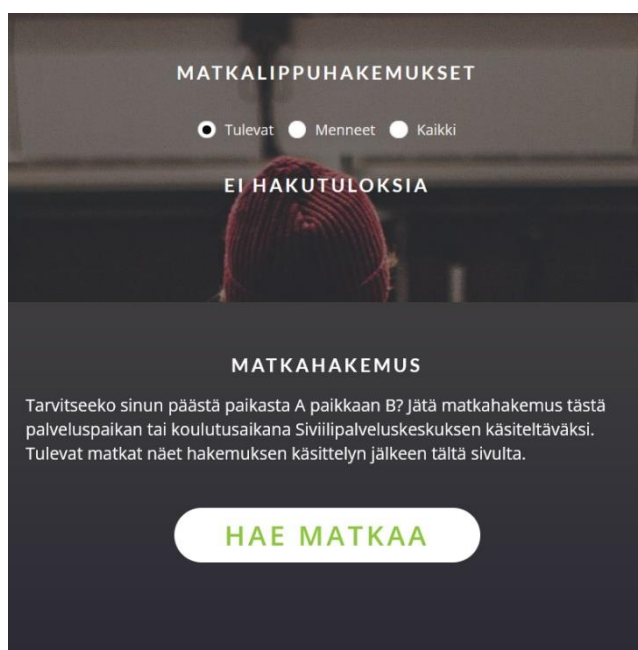 MATKALIPPUHAKEMUKSET
Tulevat Menneet Kaikki
EI HAKUTULOKSIA
MATKAHAKEMUS
Tarvitseeko sinun päästä paikasta A paikkaan B? Jätä matkahakemus tästä
palveluspaikan tai koulutusaikana Siviilipalveluskeskuksen käsiteltäväksi.
Tulevat matkat näet hakemuksen käsittelyn jälkeen tältä sivulta.
HAE MATKAA